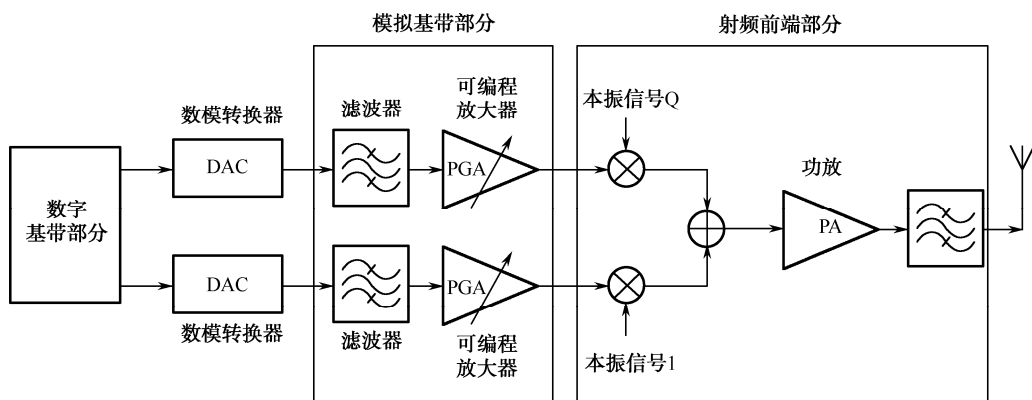 模拟基带部分
射频前端部分
数模转换器
滤波器
可编程
放大器
本振信号Q
DAC
PGA
功放
数字
基带部分
PA
DAC
PGA
数模转换器
滤波器
可编程
放大器
本振信号1